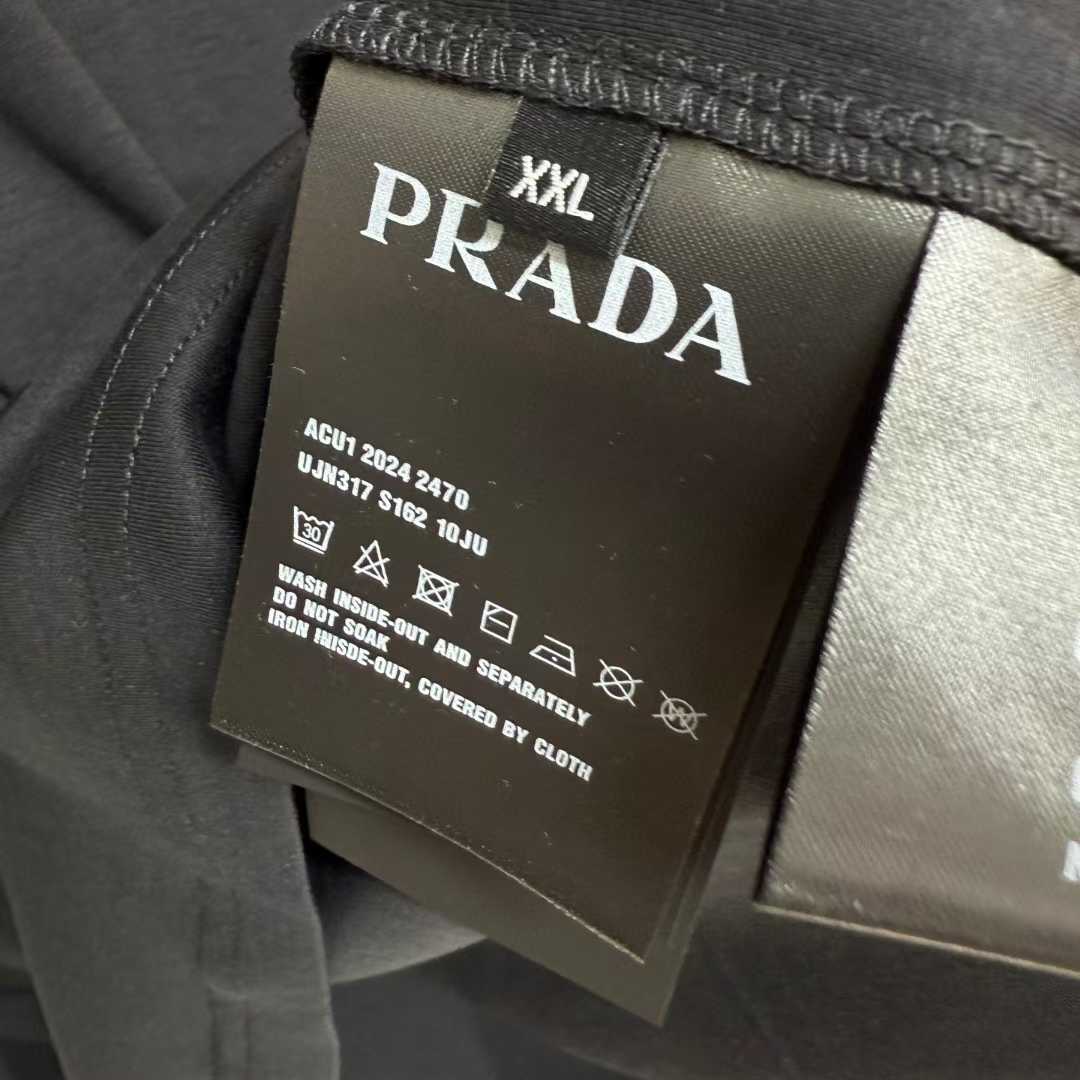 XXL
PRADA
ACU1 2024 2470
UJN317 S162 10JU
30
WASH INSIDE-OUT AND SEPARATELY
DO NOT SOAK
IRON INISDE-OUT, COVERED BY CLOTH
W